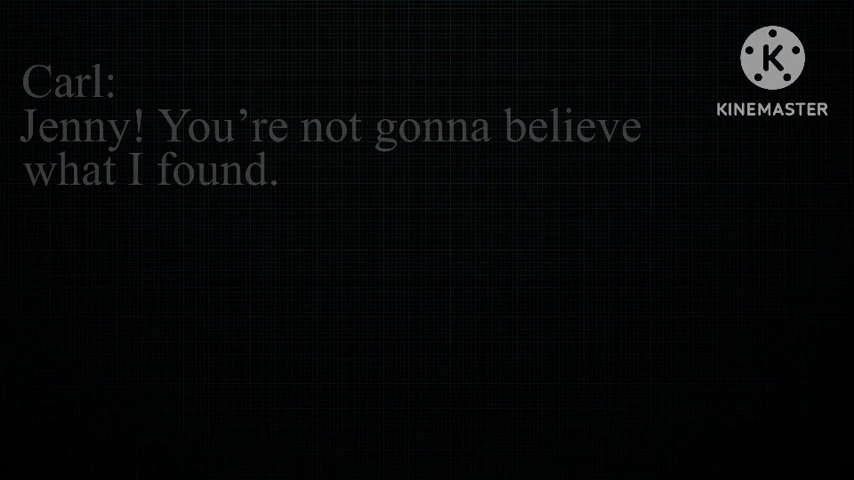 Carl:
Jenny! You’re not gonna believe
what I found.
K
KINEMASTER